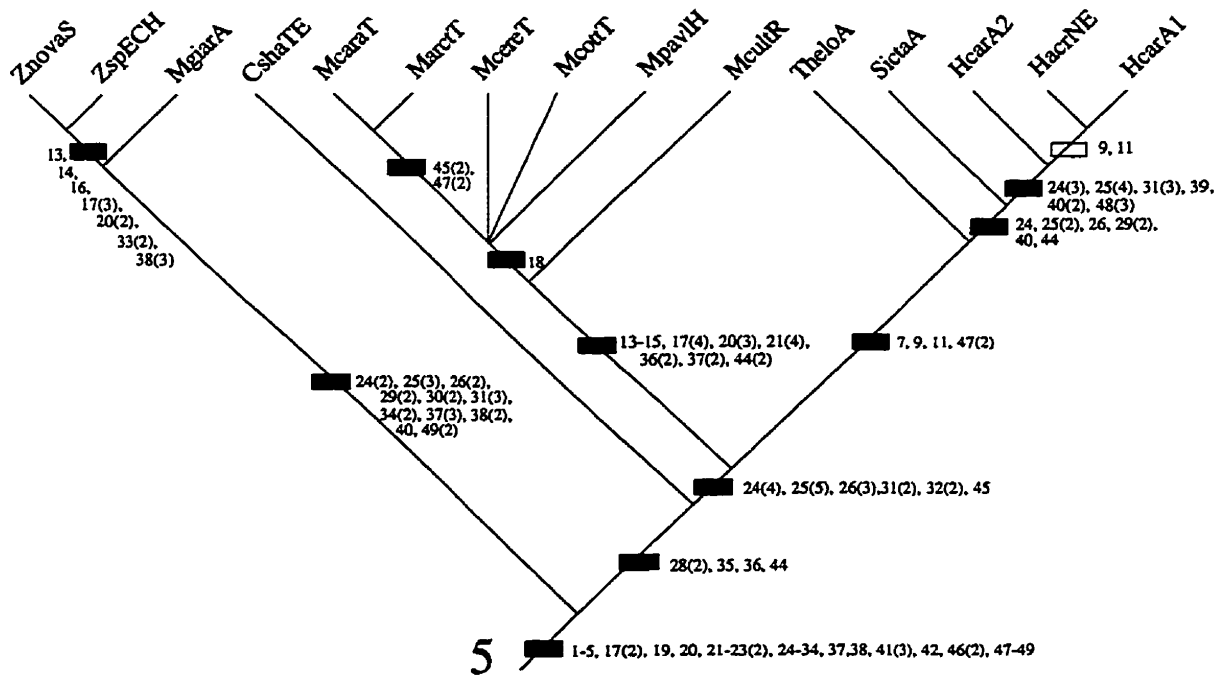 ZnovaS
ZspECH
MgiarA
CshaTE
McaraT
MarctT
McereT
McottT
MpavlH
McultR
TheloA
SictaA
HcarA2
HacrNE
HcarA1
13,
14,
16,
17(3),
20(2),
33(2),
38(3)
45(2),
47(2)
9, 11
24(3), 25(4), 31(3), 39,
40(2), 48(3)
24, 25(2), 26, 29(2),
40, 44
18
13-15, 17(4), 20(3), 21(4),
36(2), 37(2), 44(2)
7, 9, 11, 47(2)
24(2), 25(3), 26(2),
29(2), 30(2), 31(3),
34(2), 37(3), 38(2),
40, 49(2)
24(4), 25(5), 26(3),31(2), 32(2), 45
28(2), 35, 36, 44
5
1-5, 17(2), 19, 20, 21-23(2), 24-34, 37,38, 41(3), 42, 46(2), 47-49